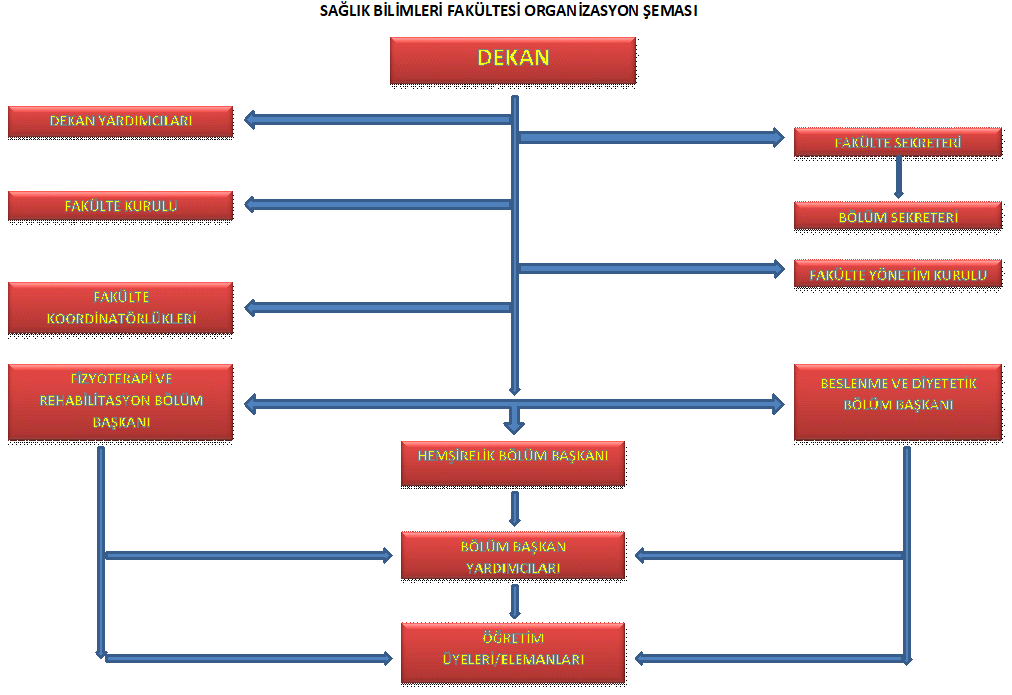 SAĞLIK BİLİMLERİ FAKÜLTESİ ORGANİZASYON ŞEMASI
DEKAN
DEKAN YARDIMCILARI
FAKÜLTE SEKRETERİ
FAKÜLTE KURULU
BÖLÜM SEKRETERİ
FAKÜLTE YÖNETİM KURULU
FAKÜLTE
KOORDİNATÖRLÜKLERİ
FİZYOTERAPİ VE
REHABİLİTASYON BÖLÜM
BAŞKANI
BESLENME VE DİYETETİK
BÖLÜM BAŞKANI
HEMŞİRELİK BÖLÜM BAŞKANI
BÖLÜM BAŞKAN
YARDIMCILARI
ÖĞRETİM
ÜYELERİ/ELEMANLARI